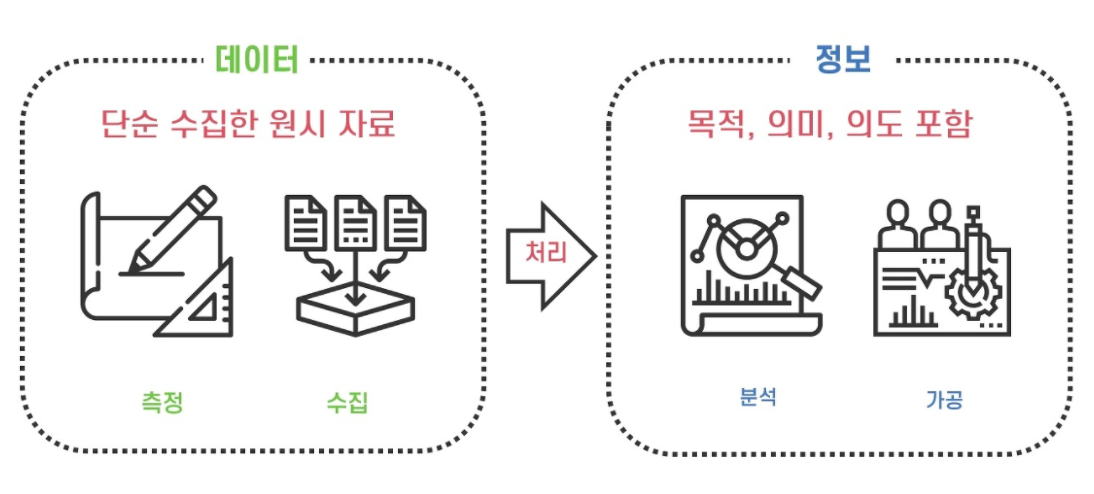 데이터
단순 수집한 원시 자료
측정
수집
처리
정보
목적, 의미, 의도 포함
분석
가공